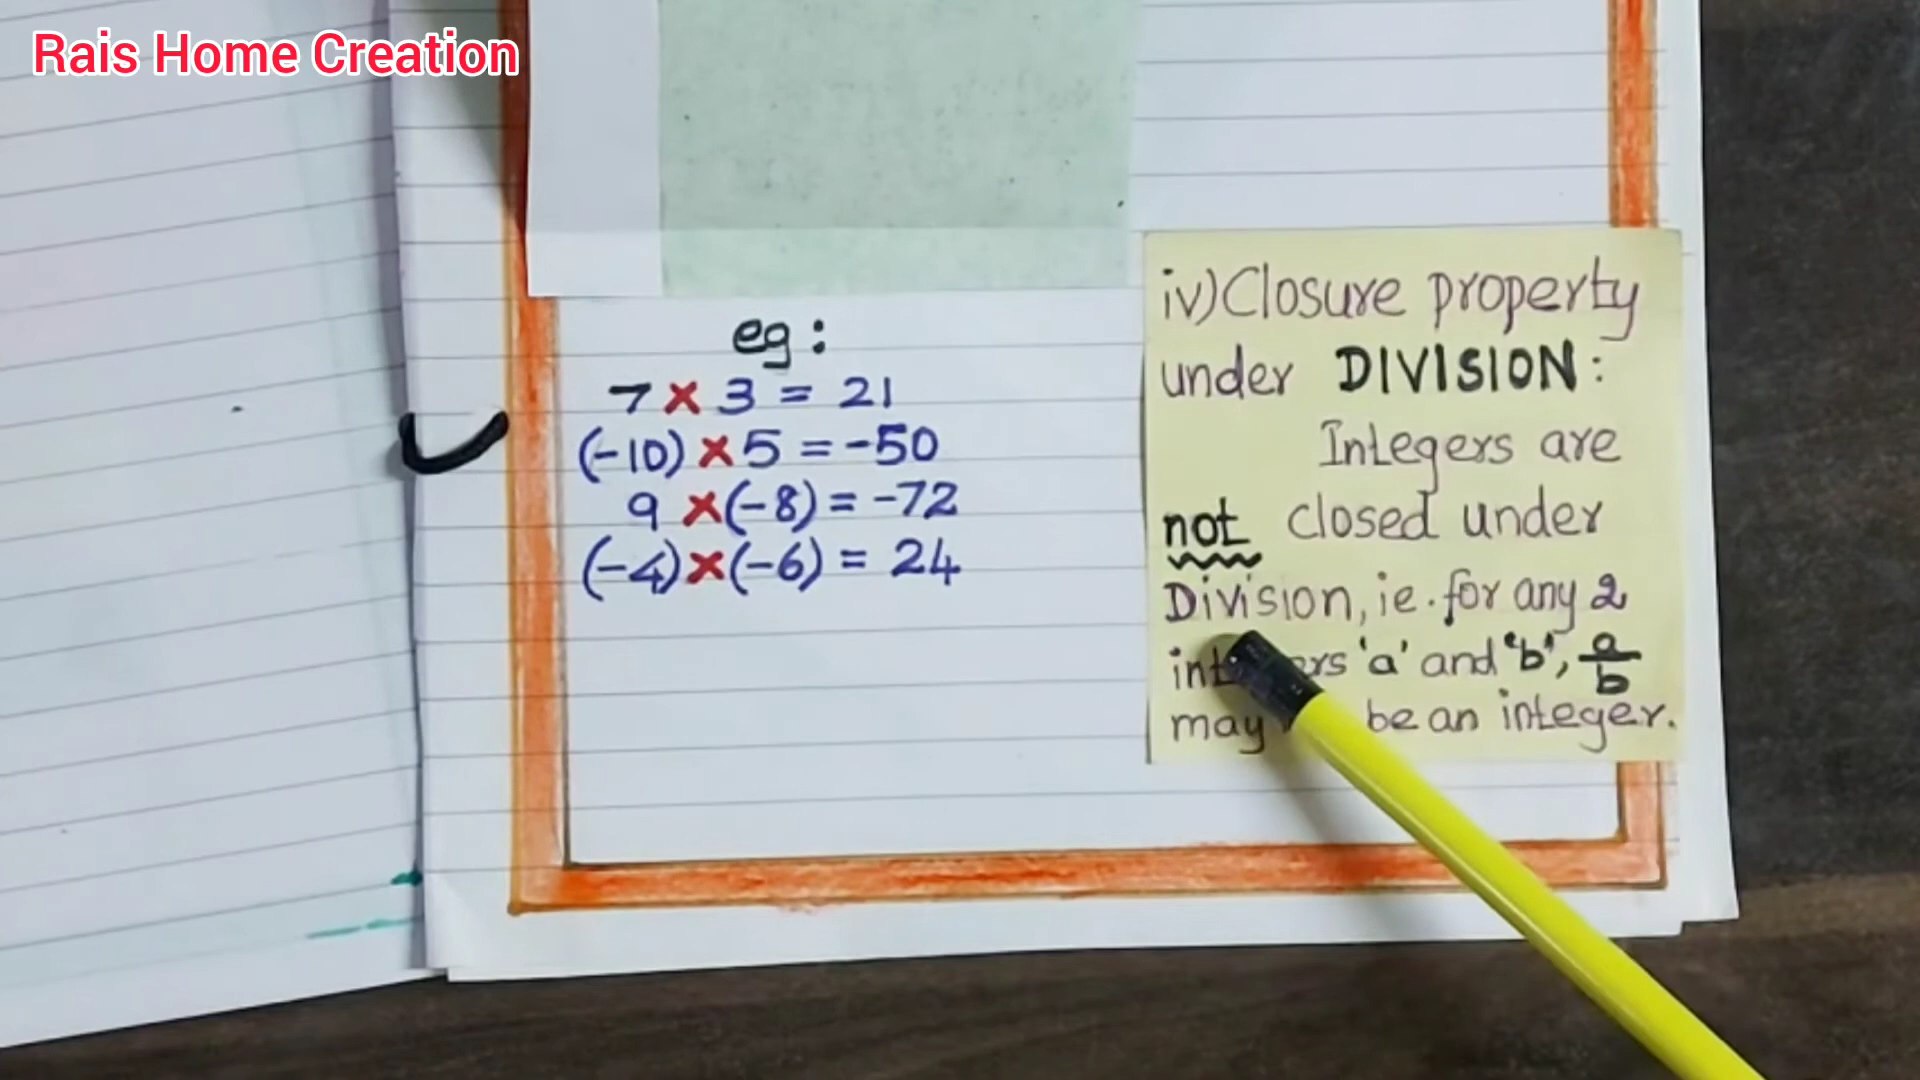 Rais Home Creation
eg:
7 × 3 = 21
(-10) × 5 = -50
9 × (-8) = -72
(-4) × (-6) = 24
iv) Closure property
under DIVISION:
Integers are
not closed under
Division, ie. for any 2
'a' and 'b', a/b
may be an integer.